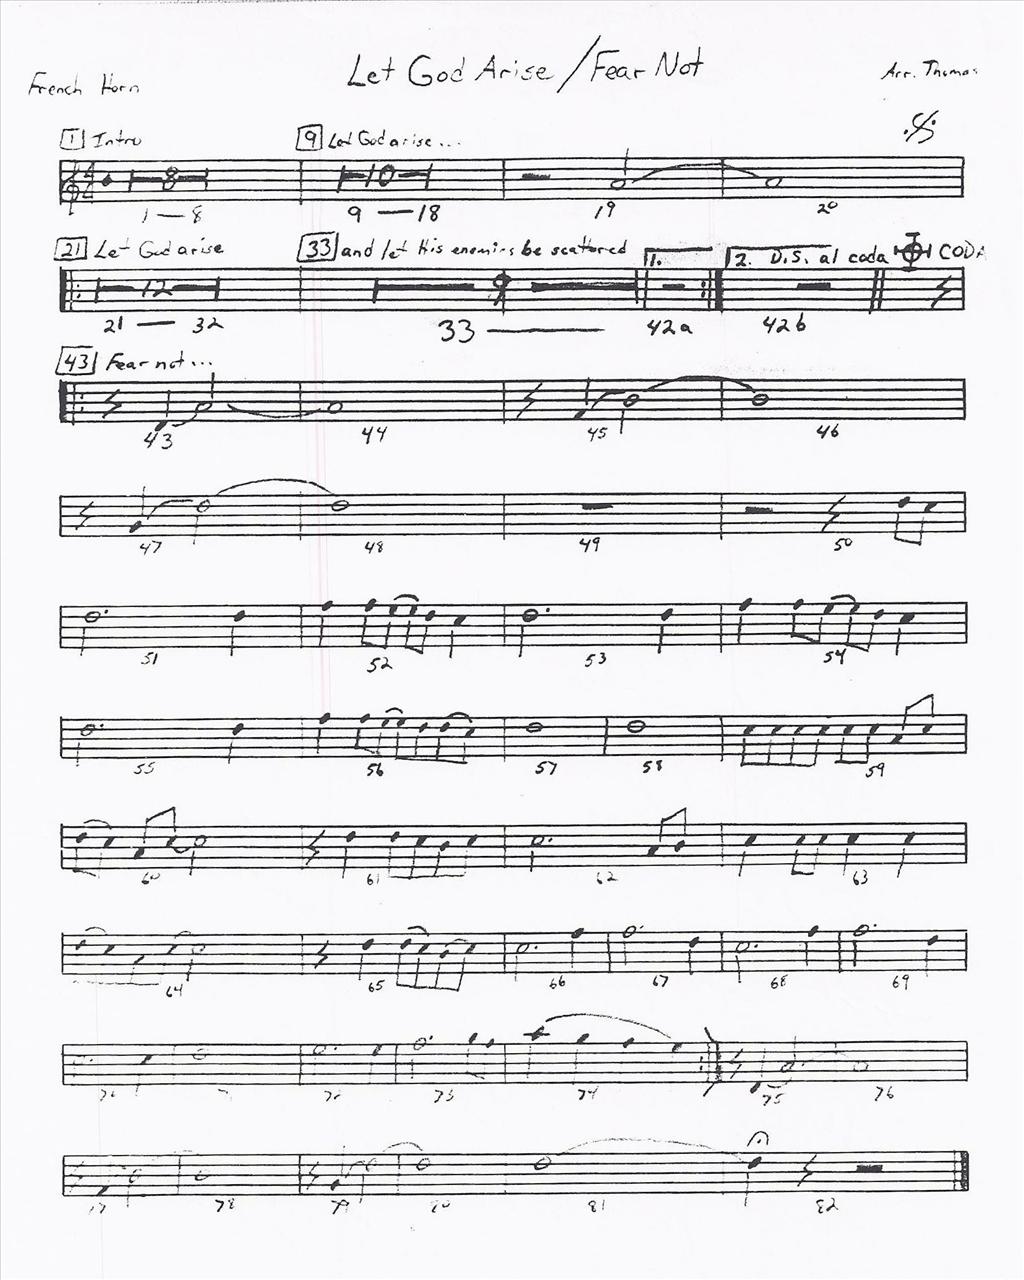 Let God Arise / Fear Not
French Horn
Arr. Thomas
1 Intro 9 Let God arise...
1 — 8 9 — 18 19 20
21 Let God arise 33 and let His enemies be scattered 1. 2. D.S. al coda CODA
8 10
12
21 — 32 33 — 42a 42b
43 Fear not...
43 44 45 46
47 48 49 50
51 52 53 54
55 56 57 58 59
60 61 62 63
64 65 66 67 68 69
72 73 74 75 76
77 78 79 80 81 82